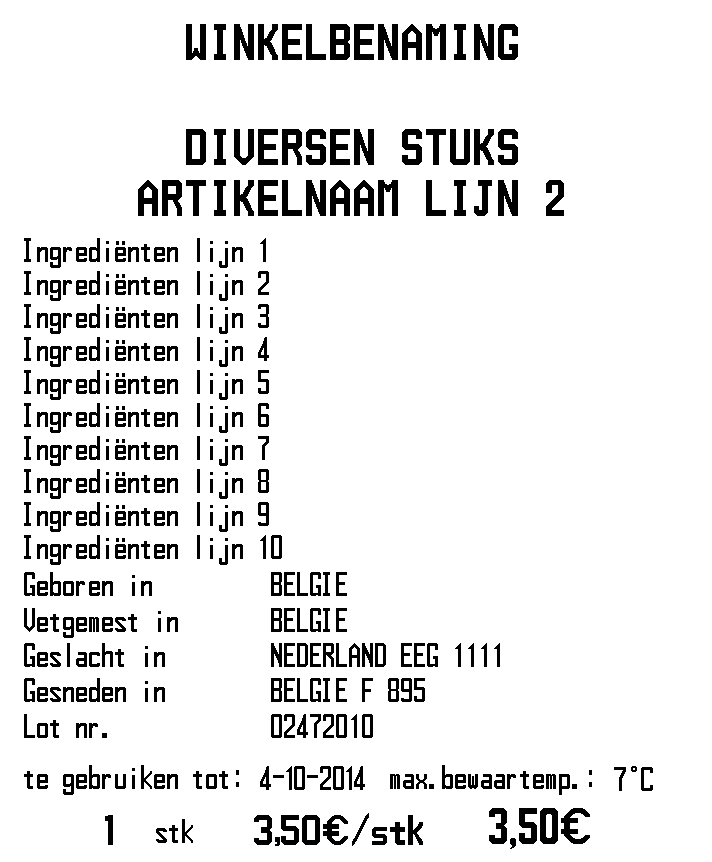 WINKELBENAMING
DIVERSEN STUKS
ARTIKELNAAM LIJN 2
Ingrediënten lijn 1
Ingrediënten lijn 2
Ingrediënten lijn 3
Ingrediënten lijn 4
Ingrediënten lijn 5
Ingrediënten lijn 6
Ingrediënten lijn 7
Ingrediënten lijn 8
Ingrediënten lijn 9
Ingrediënten lijn 10
Geboren in BELGIE
Vetgemest in BELGIE
Geslacht in NEDERLAND EEG 1111
Gesneden in BELGIE F 895
Lot nr. 02472010
te gebruiken tot: 4-10-2014 max.bewaartemp.: 7°C
1 stk 3,50€/stk 3,50€